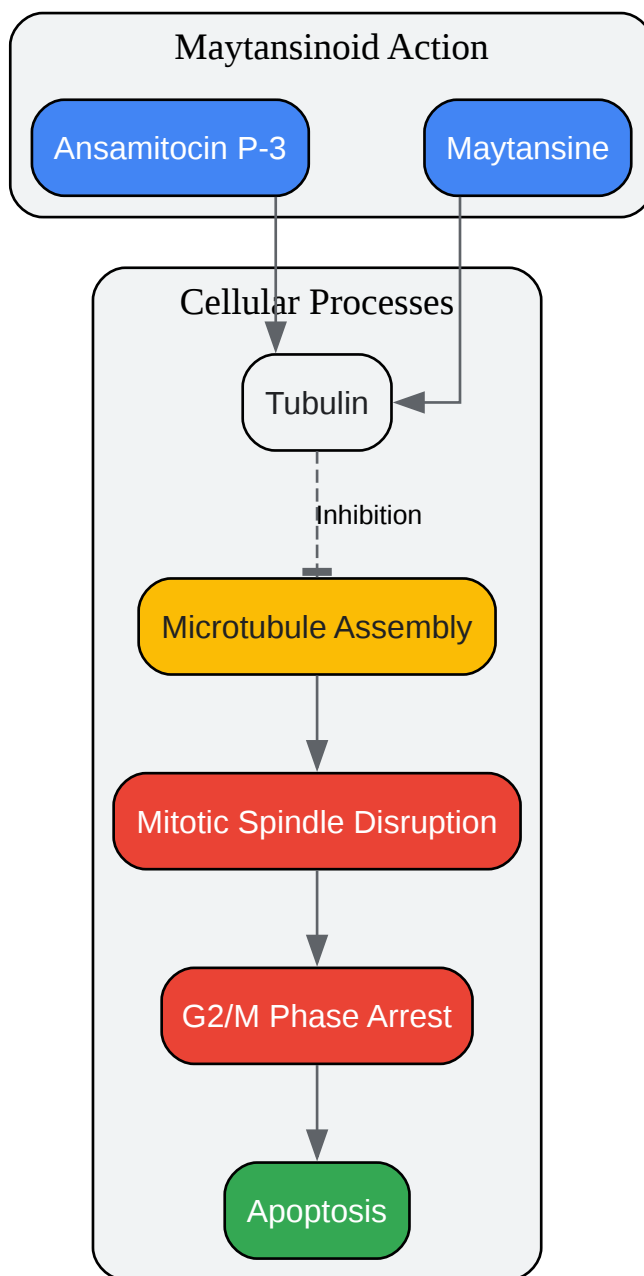 Maytansinoid Action
Ansamitocin P-3
Maytansine
Cellular Processes
Tubulin
Inhibition
Microtubule Assembly
Mitotic Spindle Disruption
G2/M Phase Arrest
Apoptosis